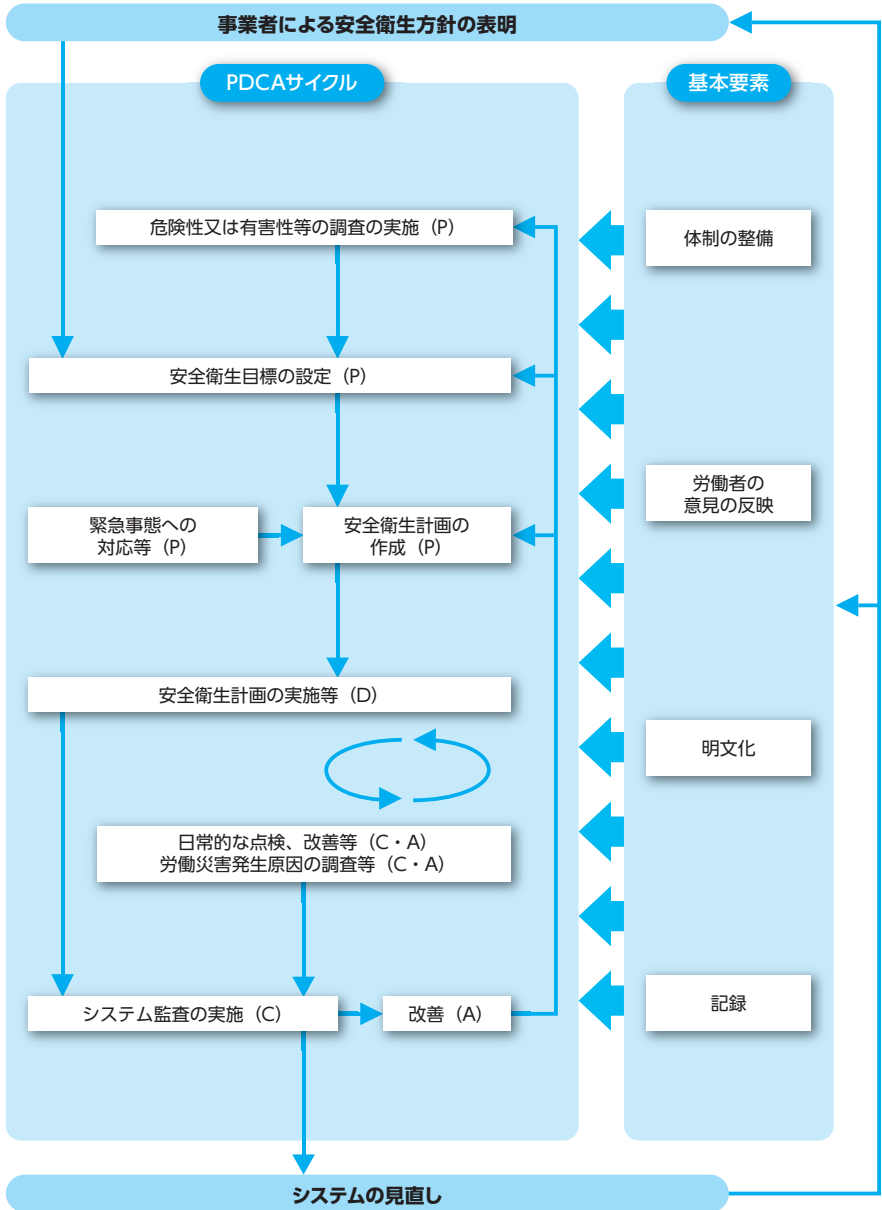 事業者による安全衛生方針の表明
PDCAサイクル
基本要素
危険性又は有害性等の調査の実施（P）
体制の整備
安全衛生目標の設定（P）
労働者の
意見の反映
緊急事態への
対応等（P）
安全衛生計画の
作成（P）
安全衛生計画の実施等（D）
明文化
日常的な点検、改善等（C・A）
労働災害発生原因の調査等（C・A）
システム監査の実施（C）
改善（A）
記録
システムの見直し